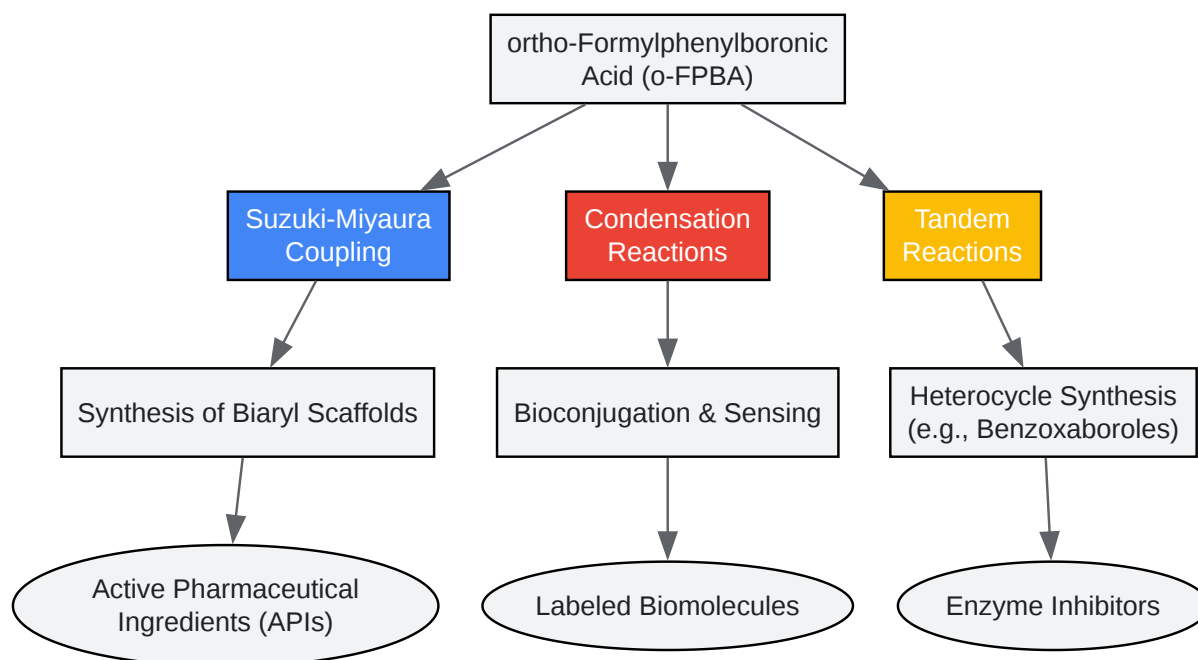 ortho-Formylphenylboronic
Acid (o-FPBA)
Suzuki-Miyaura
Coupling
Condensation
Reactions
Tandem
Reactions
Synthesis of Biaryl Scaffolds
Bioconjugation & Sensing
Heterocycle Synthesis
(e.g., Benzoxaboroles)
Active Pharmaceutical
Ingredients (APIs)
Labeled Biomolecules
Enzyme Inhibitors